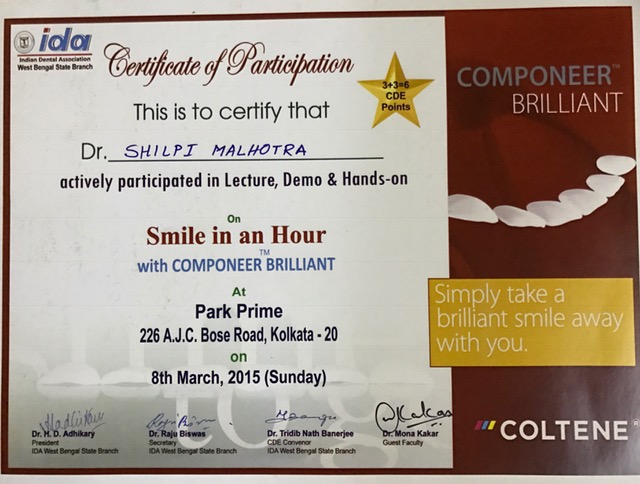 ida
Indian Dental Association
West Bengal State Branch
Certificate of Participation
3+3=6
CDE
Points
This is to certify that
Dr. SHILPI MALHOTRA
actively participated in Lecture, Demo & Hands-on
On
Smile in an Hour
with COMPONEER™ BRILLIANT
At
Park Prime
226 A.J.C. Bose Road, Kolkata - 20
on
8th March, 2015 (Sunday)
Dr. H. D. Adhikary
President
IDA West Bengal State Branch
Dr. Raju Biswas
Secretary
IDA West Bengal State Branch
Dr. Tridib Nath Banerjee
CDE Convenor
IDA West Bengal State Branch
Dr. Mona Kakar
Guest Faculty
COMPONEER™
BRILLIANT
Simply take a
brilliant smile away
with you.
COLTENE®